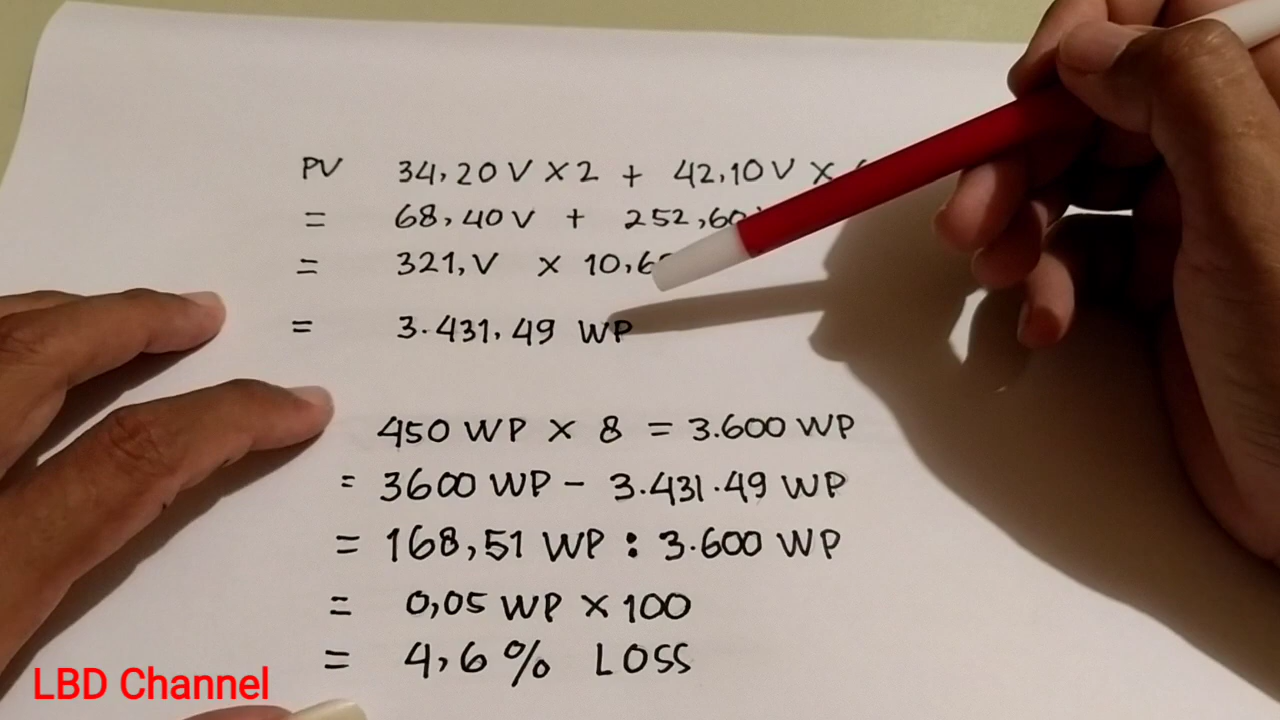 PV 34,20 V X 2 + 42,10 V X
= 68,40 V + 252,60
= 321,V X 10,6
= 3.431,49 WP
450 WP X 8 = 3.600 WP
= 3600 WP - 3.431.49 WP
= 168,51 WP : 3.600 WP
= 0,05 WP X 100
= 4,6 % LOSS
LBD Channel